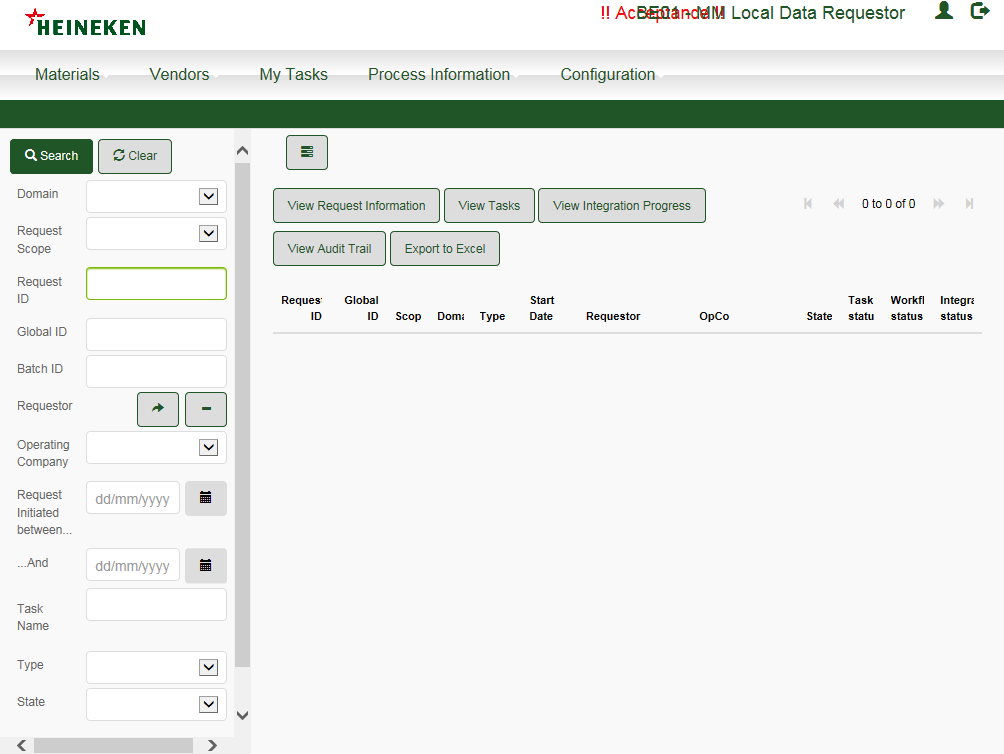 HEINEKEN
!! Acceptance !!
BE01 - MM Local Data Requestor
Materials Vendors My Tasks Process Information Configuration
Search Clear
Domain
Request
Scope
Request
ID
Global ID
Batch ID
Requestor
Operating
Company
Request
Initiated
between...
dd/mm/yyyy
...And
dd/mm/yyyy
Task
Name
Type
State
View Request Information View Tasks View Integration Progress
0 to 0 of 0
View Audit Trail Export to Excel
Reques Global Start Task Workfl Integra
ID ID Scop Doma Type Date Requestor OpCo State statu status status